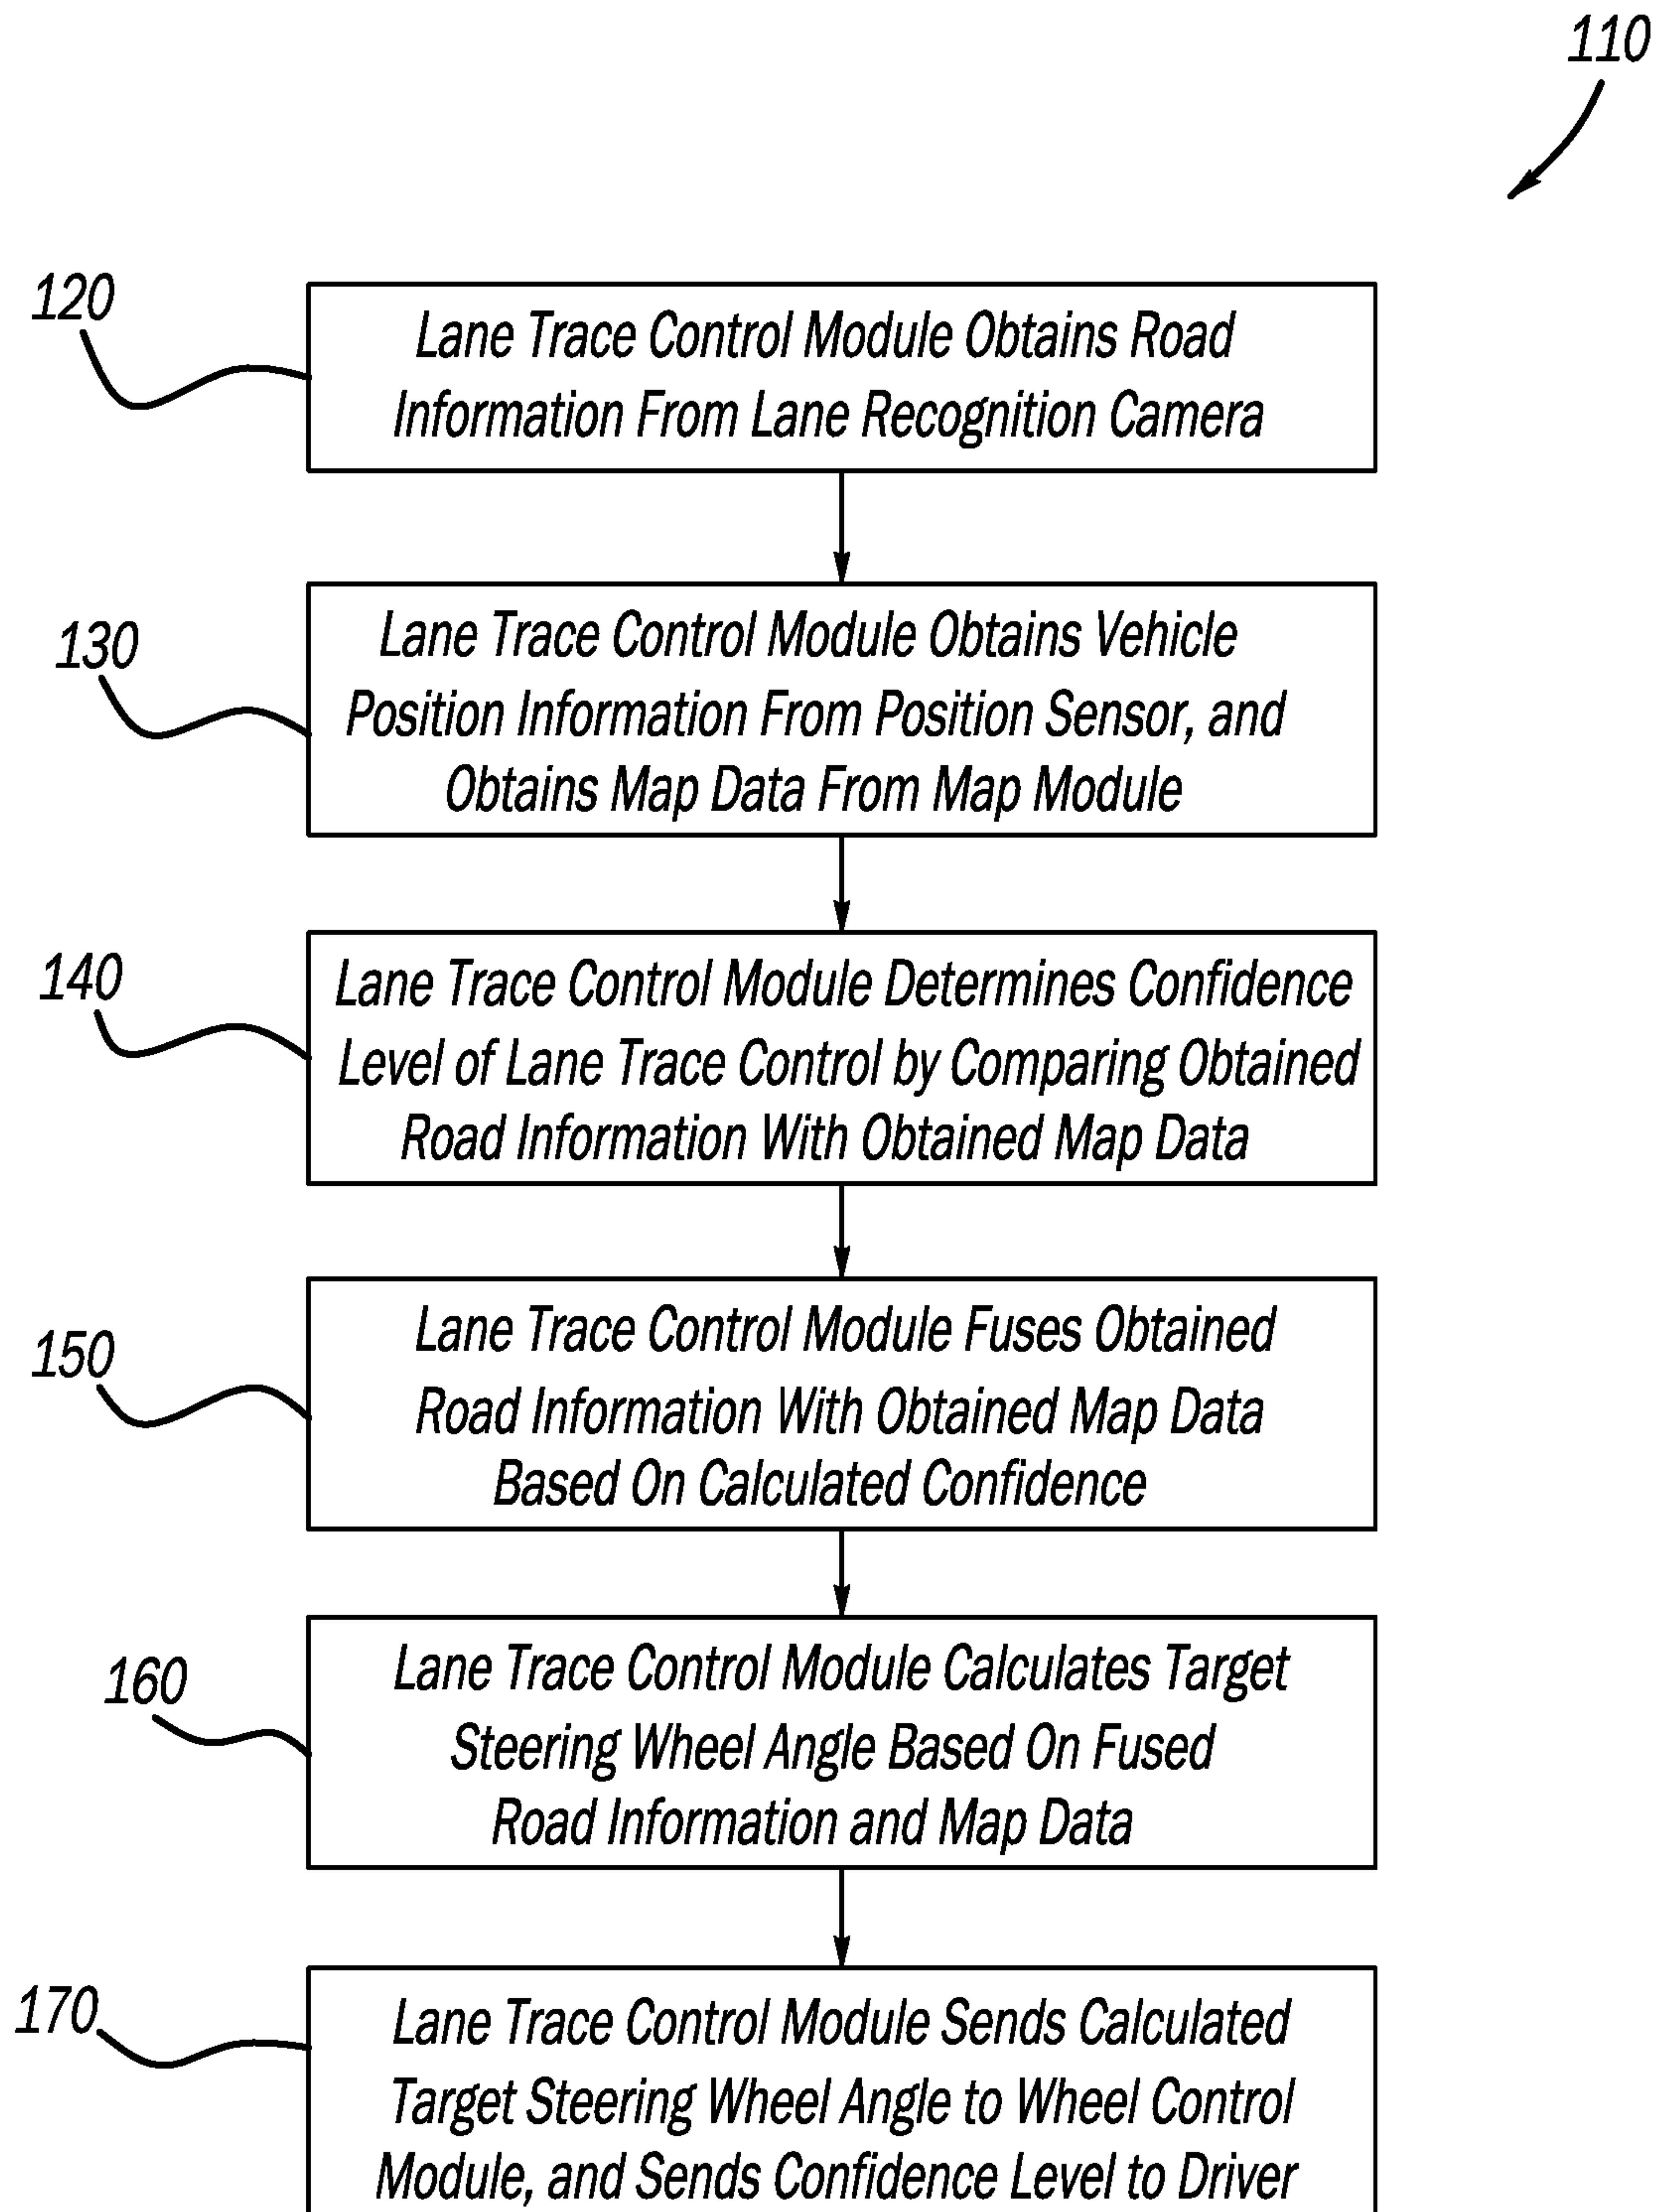 110
120
Lane Trace Control Module Obtains Road
Information From Lane Recognition Camera
130
Lane Trace Control Module Obtains Vehicle
Position Information From Position Sensor, and
Obtains Map Data From Map Module
140
Lane Trace Control Module Determines Confidence
Level of Lane Trace Control by Comparing Obtained
Road Information With Obtained Map Data
150
Lane Trace Control Module Fuses Obtained
Road Information With Obtained Map Data
Based On Calculated Confidence
160
Lane Trace Control Module Calculates Target
Steering Wheel Angle Based On Fused
Road Information and Map Data
170
Lane Trace Control Module Sends Calculated
Target Steering Wheel Angle to Wheel Control
Module, and Sends Confidence Level to Driver